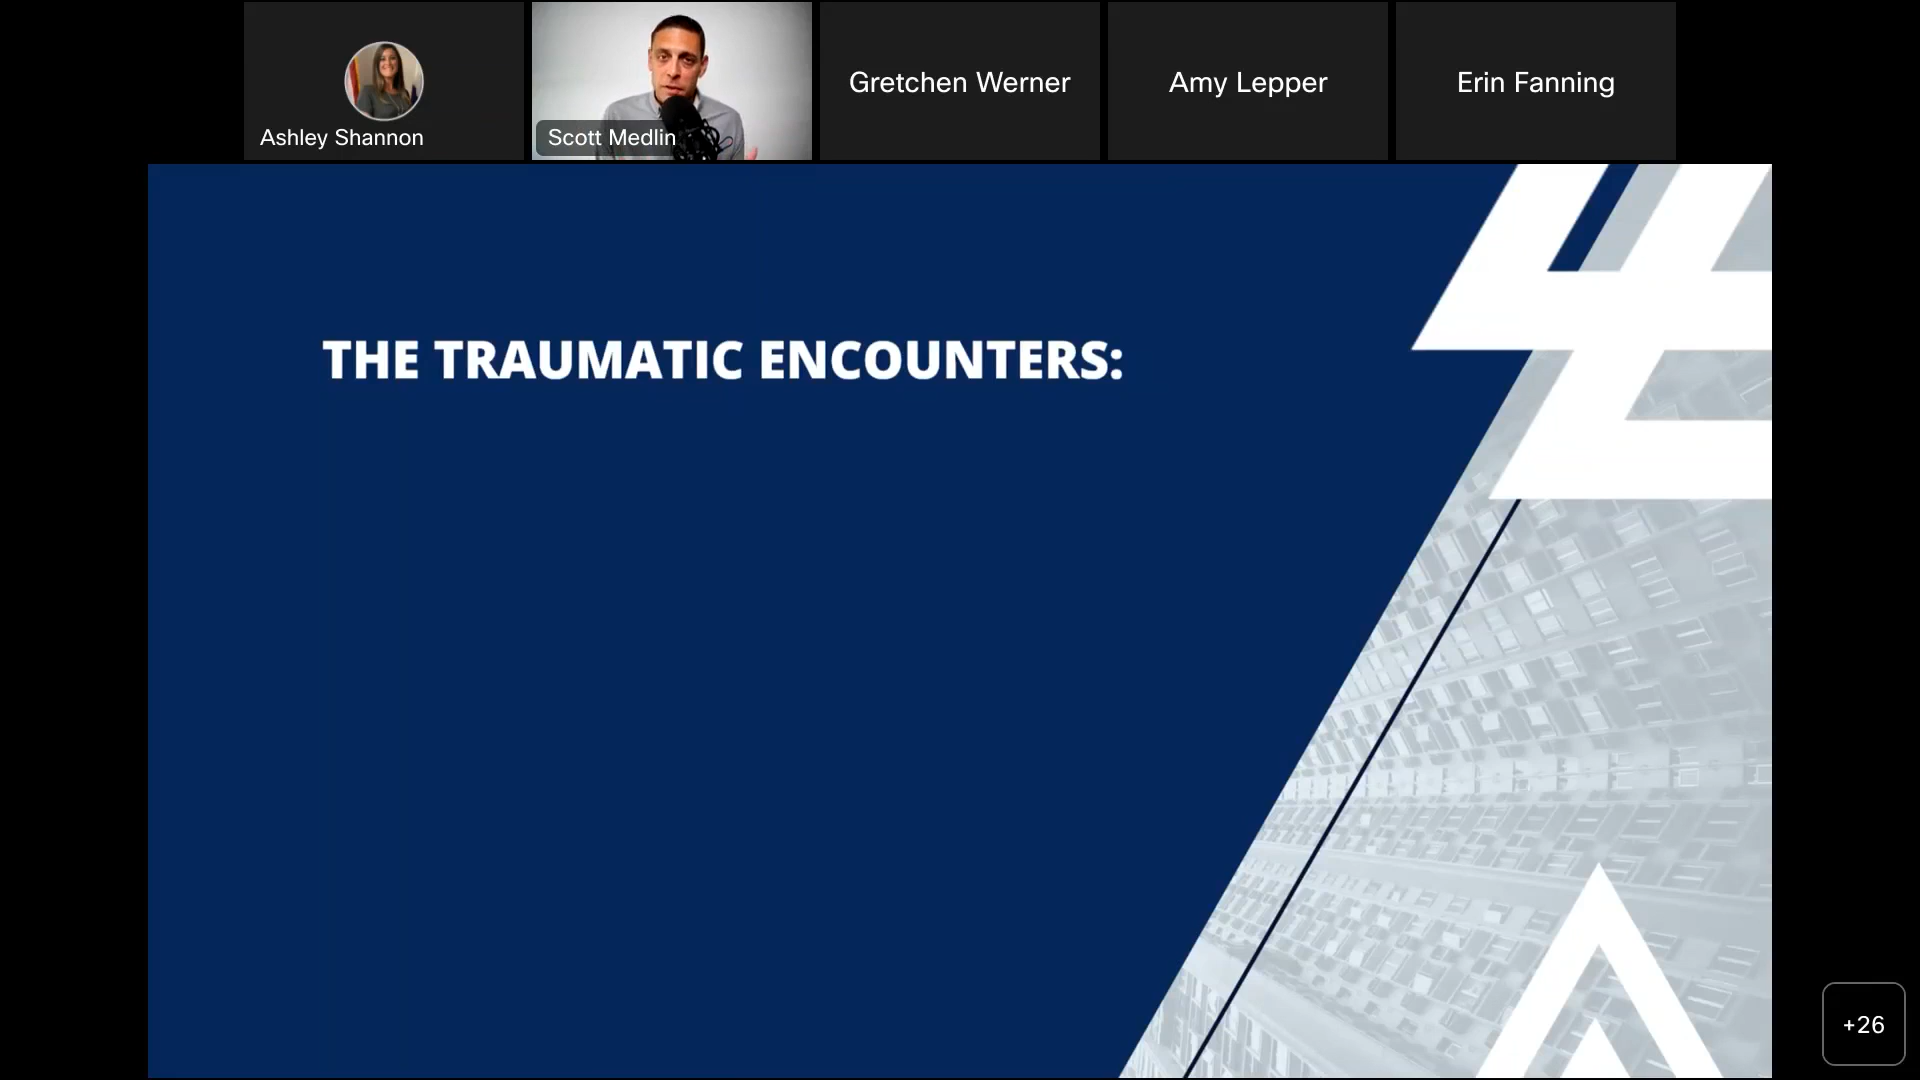 Ashley Shannon
Scott Medlin
Gretchen Werner
Amy Lepper
Erin Fanning
THE TRAUMATIC ENCOUNTERS:
+26